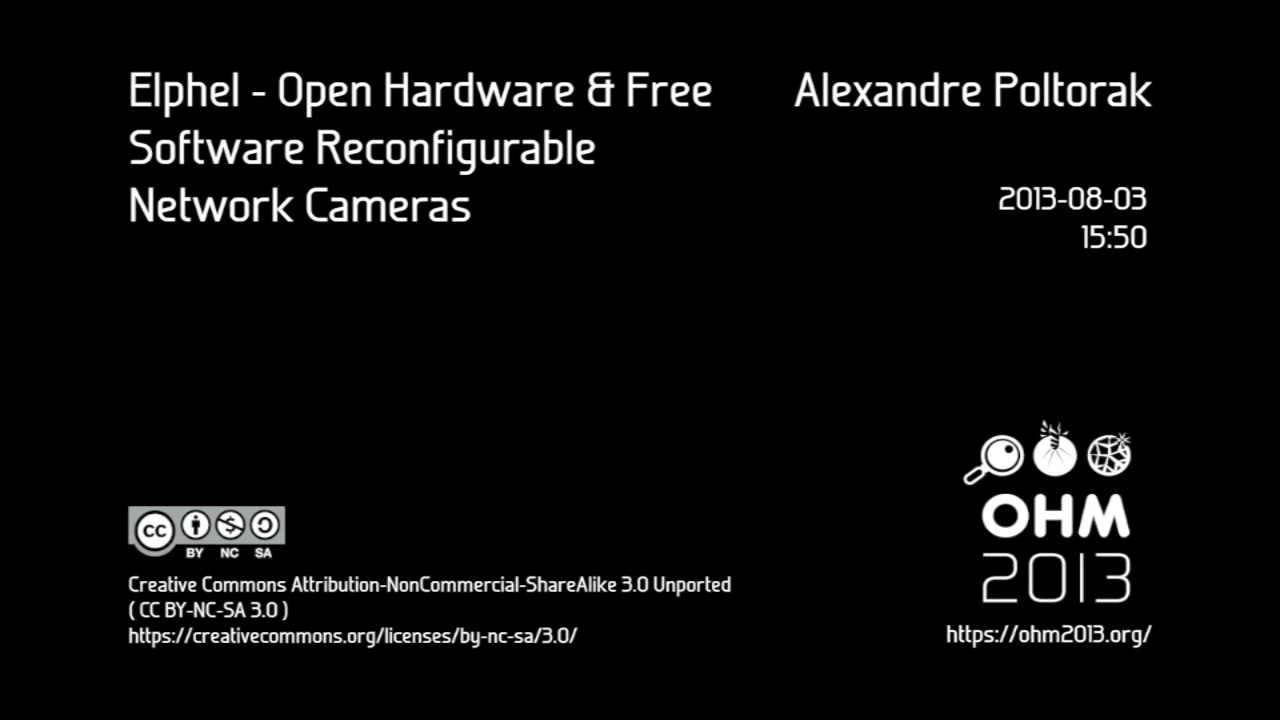 Elphel - Open Hardware & Free
Software Reconfigurable
Network Cameras
Alexandre Poltorak
2013-08-03
15:50
cc
BY NC SA
Creative Commons Attribution-NonCommercial-ShareAlike 3.0 Unported
( CC BY-NC-SA 3.0 )
https://creativecommons.org/licenses/by-nc-sa/3.0/
OHM
2013
https://ohm2013.org/